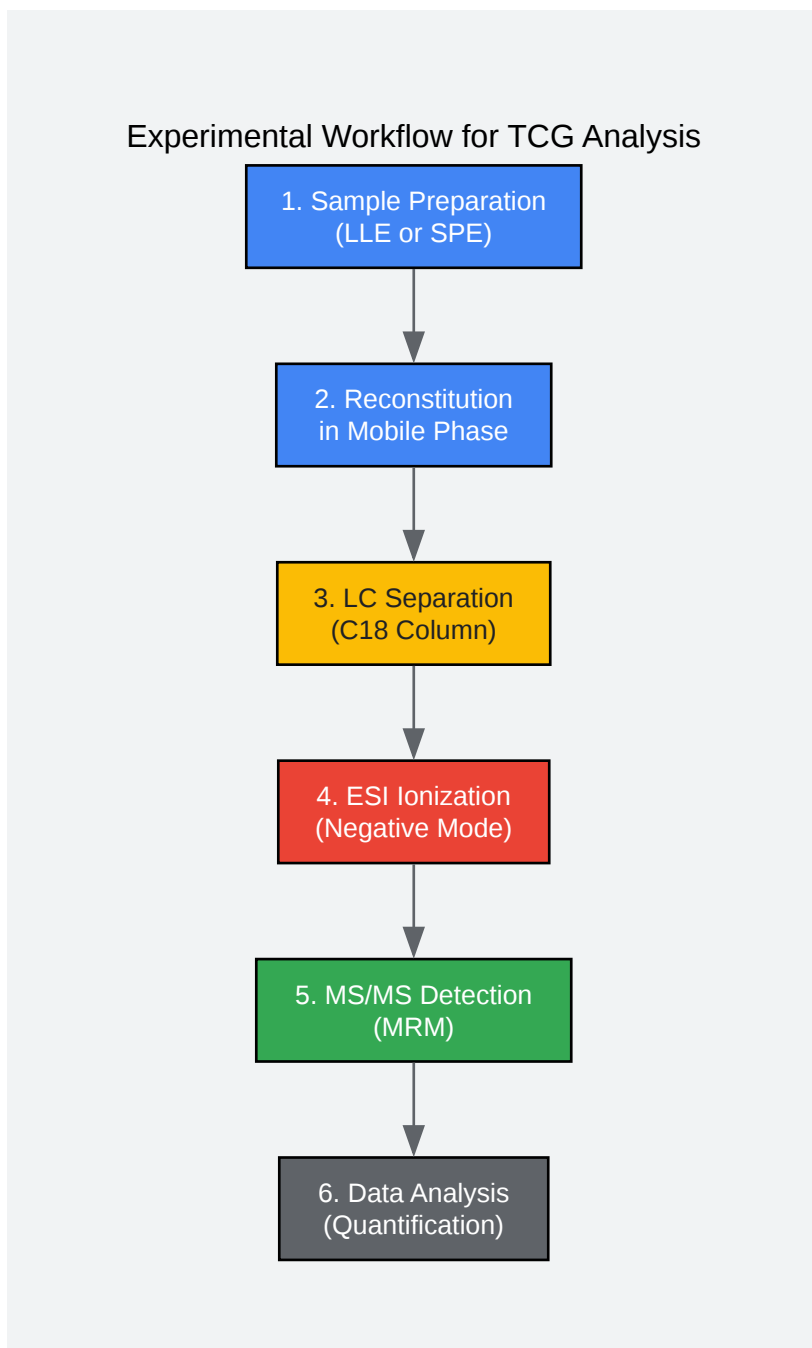 Experimental Workflow for TCG Analysis
1. Sample Preparation
(LLE or SPE)
2. Reconstitution
in Mobile Phase
3. LC Separation
(C18 Column)
4. ESI Ionization
(Negative Mode)
5. MS/MS Detection
(MRM)
6. Data Analysis
(Quantification)